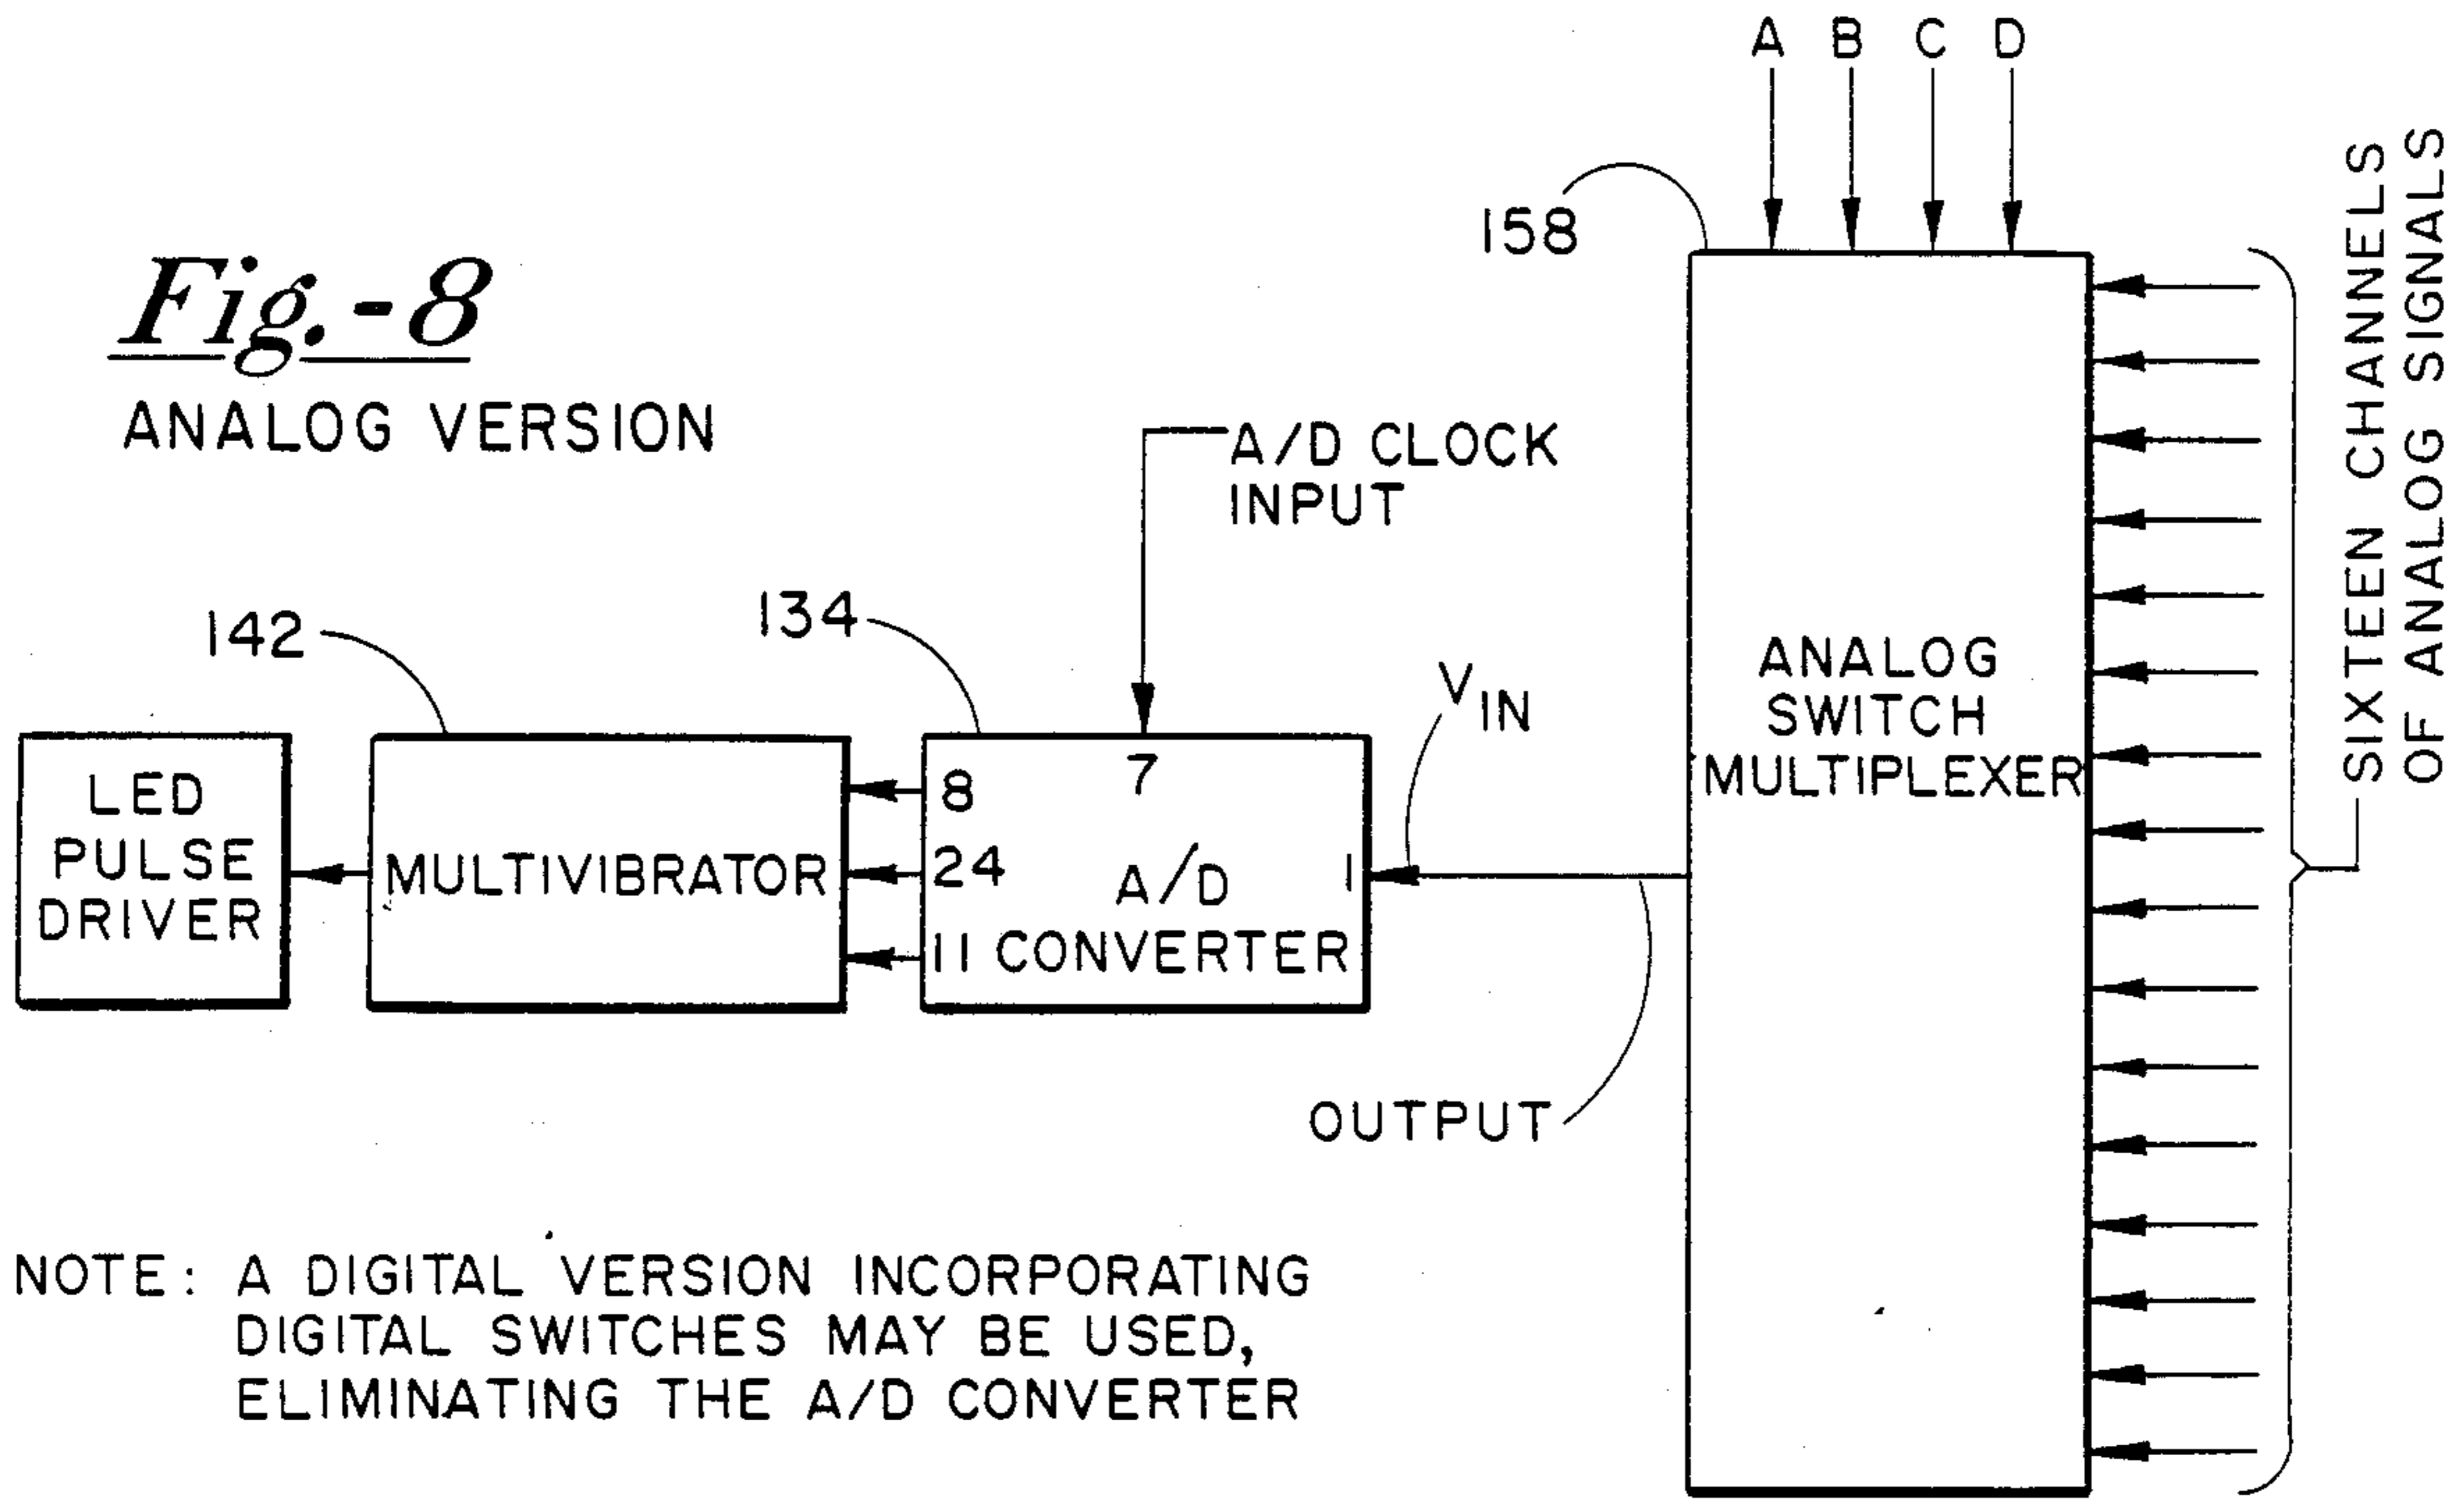 A B C D
158
Fig.-8
ANALOG VERSION
A/D CLOCK
INPUT
SIXTEEN CHANNELS
OF ANALOG SIGNALS
142
134
VIN
ANALOG
SWITCH
MULTIPLEXER
LED
PULSE
DRIVER
MULTIVIBRATOR
8
7
24
A/D
1
11 CONVERTER
OUTPUT
NOTE: A DIGITAL VERSION INCORPORATING
DIGITAL SWITCHES MAY BE USED,
ELIMINATING THE A/D CONVERTER